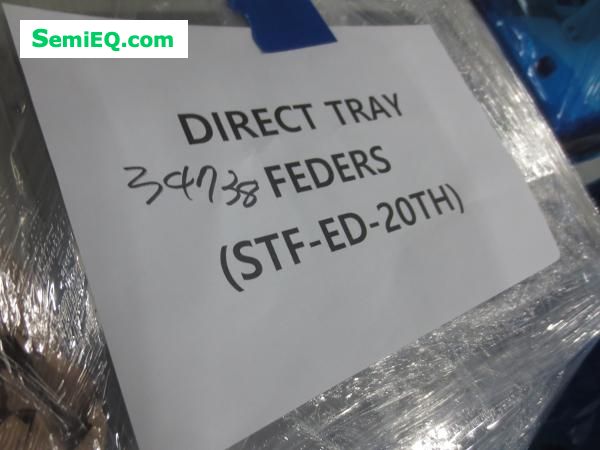 SemiEQ.com
DIRECT TRAY
34738 FEDERS
(STF-ED-20TH)